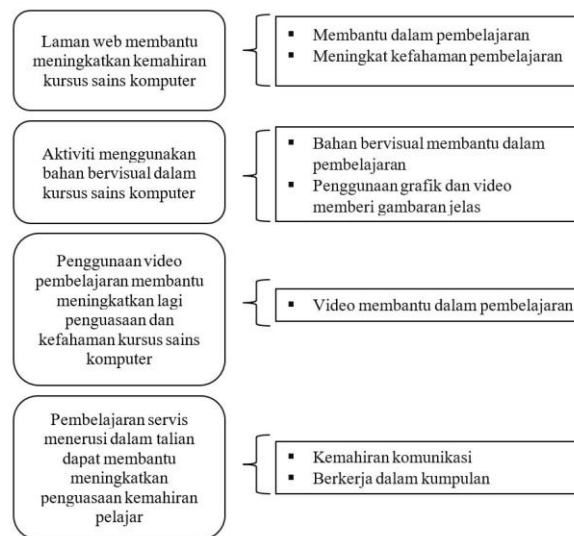 Laman web membantu
meningkatkan kemahiran
kursus sains komputer
▪ Membantu dalam pembelajaran
▪ Meningkat kefahaman pembelajaran
Aktiviti menggunakan
bahan bervisual dalam
kursus sains komputer
▪ Bahan bervisual membantu dalam
pembelajaran
▪ Penggunaan grafik dan video
memberi gambaran jelas
Penggunaan video
pembelajaran membantu
meningkatkan lagi
penguasaan dan
kefahaman kursus sains
komputer
▪ Video membantu dalam pembelajaran
Pembelajaran servis
menerusi dalam talian
dapat membantu
meningkatkan
penguasaan kemahiran
pelajar
▪ Kemahiran komunikasi
▪ Berkerja dalam kumpulan